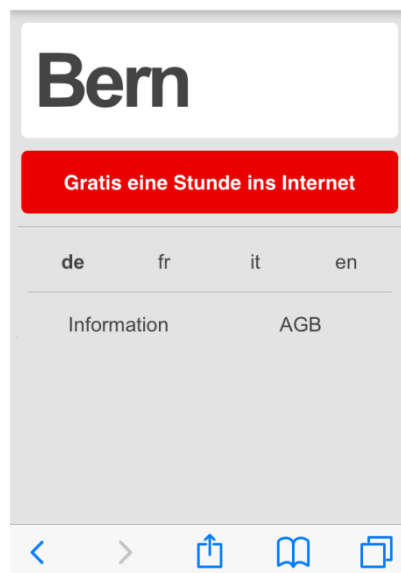 Bern
Gratis eine Stunde ins Internet
de fr it en
Information AGB